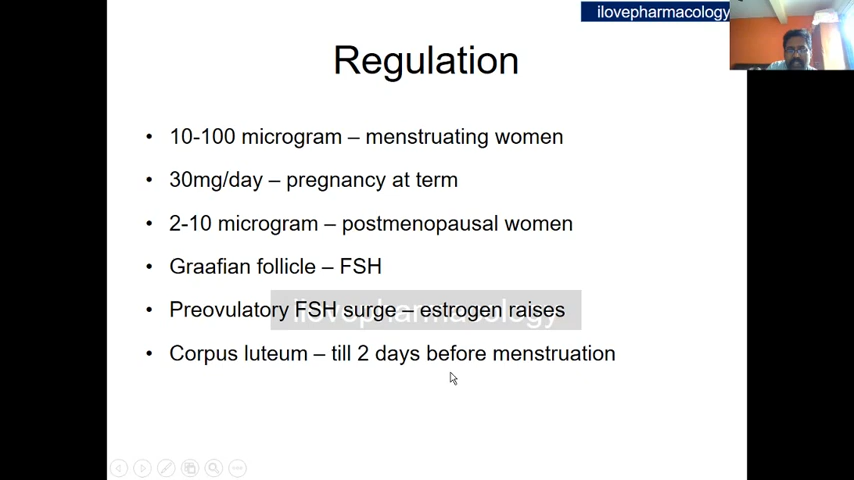 ilovepharmacology
Regulation
• 10-100 microgram – menstruating women
• 30mg/day – pregnancy at term
• 2-10 microgram – postmenopausal women
• Graafian follicle – FSH
• Preovulatory FSH surge – estrogen raises
ilovepharmacology
• Corpus luteum – till 2 days before menstruation